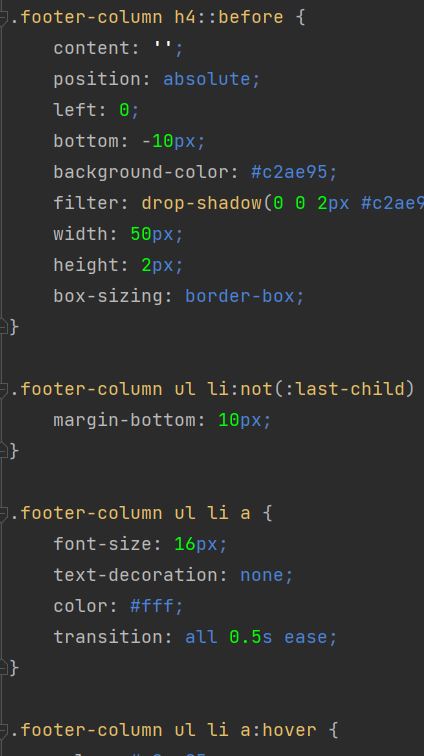 .footer-column h4::before {
    content: '';
    position: absolute;
    left: 0;
    bottom: -10px;
    background-color: #c2ae95;
    filter: drop-shadow(0 0 2px #c2ae9
    width: 50px;
    height: 2px;
    box-sizing: border-box;
}

.footer-column ul li:not(:last-child)
    margin-bottom: 10px;
}

.footer-column ul li a {
    font-size: 16px;
    text-decoration: none;
    color: #fff;
    transition: all 0.5s ease;
}

.footer-column ul li a:hover {